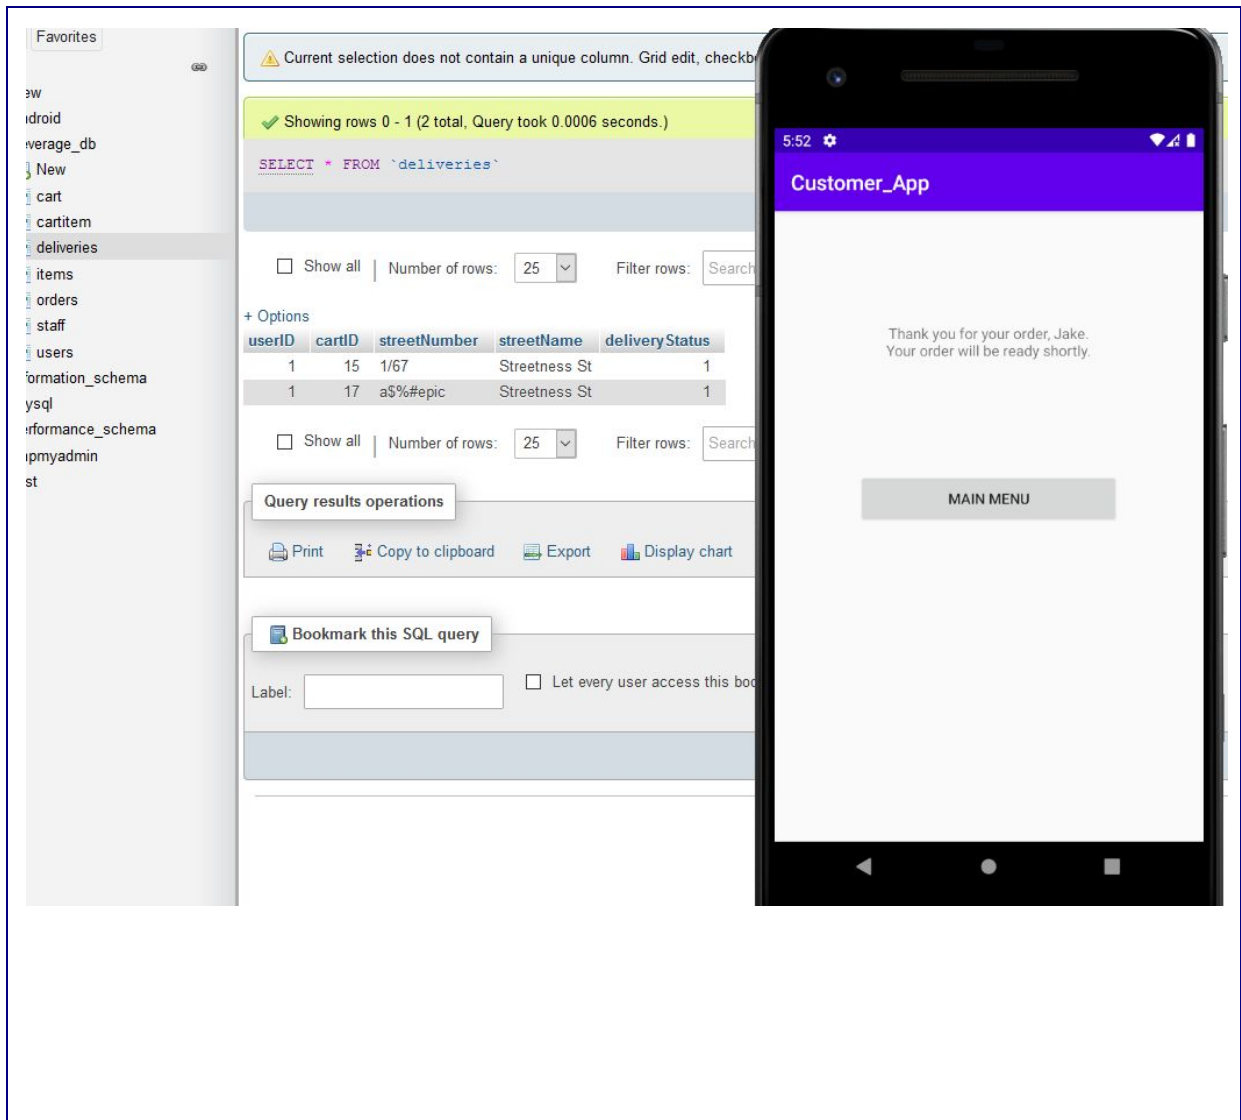 Favorites
ew
droid
everage_db
New
cart
cartitem
deliveries
items
orders
staff
users
formation_schema
ysql
erformance_schema
pmyadmin
st
Current selection does not contain a unique column. Grid edit, checkb
Showing rows 0 - 1 (2 total, Query took 0.0006 seconds.)
SELECT * FROM `deliveries`
Show all | Number of rows: 25 Filter rows: Search
+ Options
userID cartID streetNumber streetName deliveryStatus
1 15 1/67 Streetness St 1
1 17 a$%#epic Streetness St 1
Show all | Number of rows: 25 Filter rows: Search
Query results operations
Print Copy to clipboard Export Display chart
Bookmark this SQL query
Label: Let every user access this boo
5:52
Customer_App
Thank you for your order, Jake.
Your order will be ready shortly.
MAIN MENU